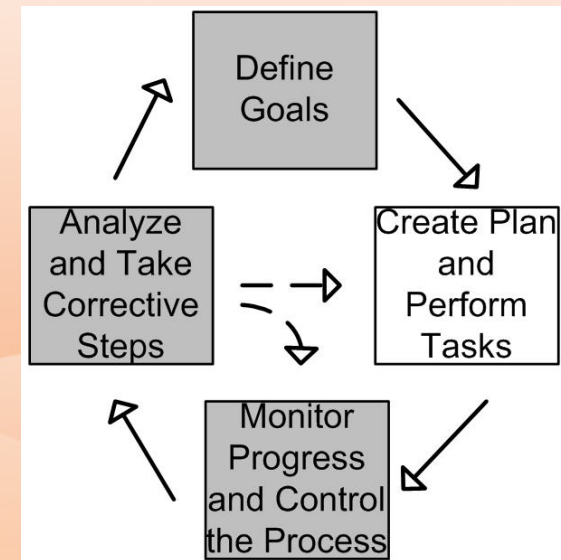 Define
Goals
Analyze
and Take
Corrective
Steps
Create Plan
and
Perform
Tasks
Monitor
Progress
and Control
the Process